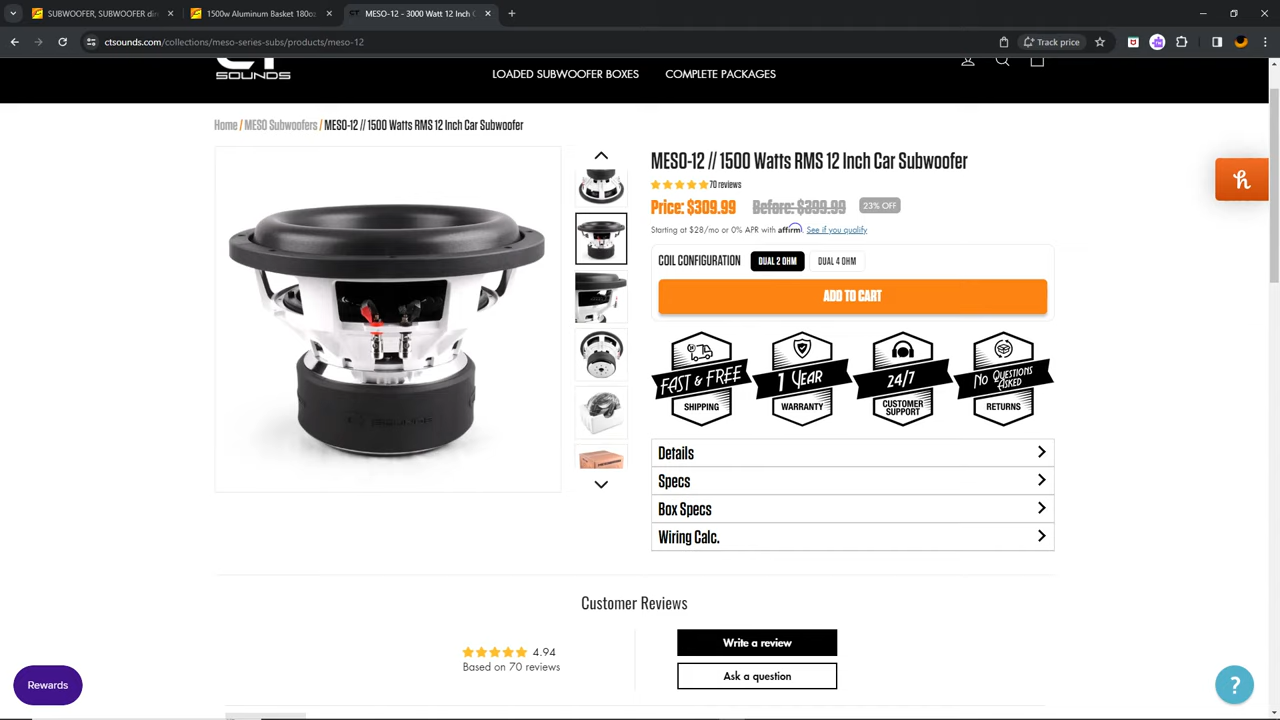 SUBWOOFER, SUBWOOFER dim
1500w Aluminum Basket 180oz
MESO-12 - 3000 Watt 12 Inch C
ctsounds.com/collections/meso-series-subs/products/meso-12
Track price
SOUNDS
LOADED SUBWOOFER BOXES
COMPLETE PACKAGES
Home / MESO Subwoofers / MESO-12 // 1500 Watts RMS 12 Inch Car Subwoofer
MESO-12 // 1500 Watts RMS 12 Inch Car Subwoofer
70 reviews
Price: $309.99 Before: $399.99 23% OFF
Starting at $28/mo or 0% APR with affirm. See if you qualify
COIL CONFIGURATION DUAL 2 OHM DUAL 4 OHM
ADD TO CART
FAST & FREE
SHIPPING
1 YEAR
WARRANTY
24/7
CUSTOMER
SUPPORT
NO QUESTIONS
ASKED
RETURNS
Details
Specs
Box Specs
Wiring Calc.
Customer Reviews
4.94
Based on 70 reviews
Write a review
Ask a question
Rewards
?